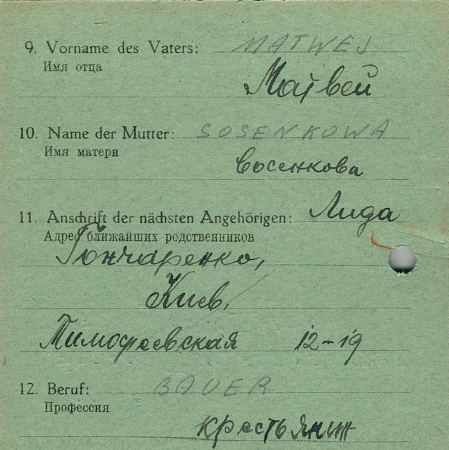 9. Vorname des Vaters: MATWEJ
Имя отца
Матвей
10. Name der Mutter: SOSENKOWA
Имя матери
Сосенкова
11. Anschrift der nächsten Angehörigen: Лида
Адрес ближайших родственников
Гончаренко,
Киев,
Тимофеевская 12-19
12. Beruf: BAUER
Профессия
крестьянин